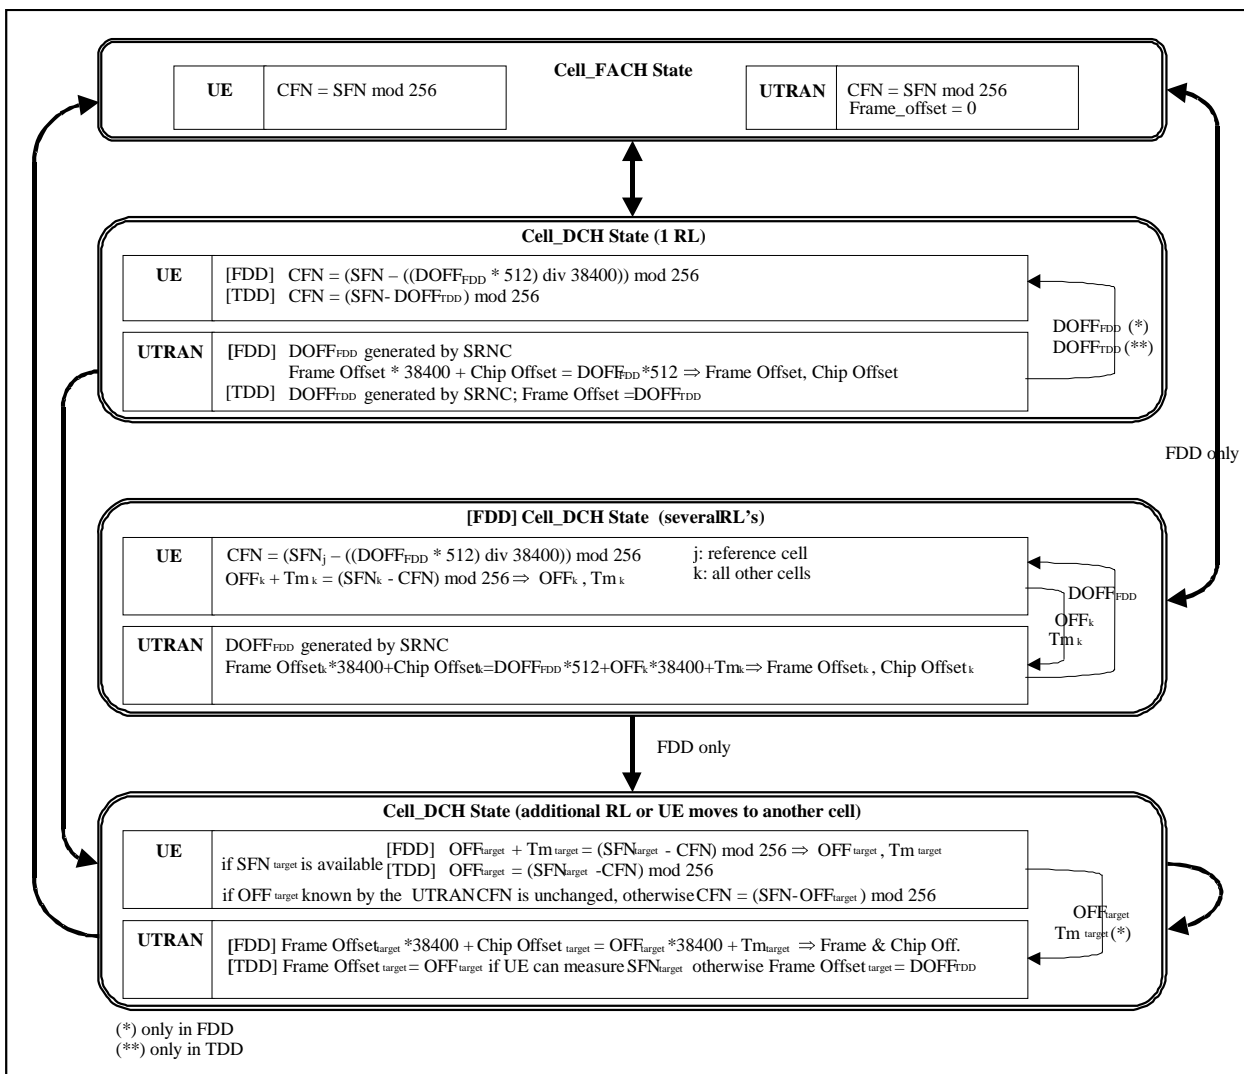 Cell_FACH State
UE CFN = SFN mod 256
UTRAN CFN = SFN mod 256
Frame_offset = 0
Cell_DCH State (1 RL)
UE [FDD] CFN = (SFN – ((DOFFFDD * 512) div 38400)) mod 256
[TDD] CFN = (SFN- DOFFTDD) mod 256
UTRAN [FDD] DOFFFDD generated by SRNC
Frame Offset * 38400 + Chip Offset = DOFFFDD *512 ⇒ Frame Offset, Chip Offset
[TDD] DOFFTDD generated by SRNC; Frame Offset =DOFFTDD
DOFFFDD (*)
DOFFTDD (**)
FDD only
[FDD] Cell_DCH State (several RL's)
UE CFN = (SFNj – ((DOFFFDD * 512) div 38400)) mod 256
j: reference cell
OFFk + Tmk = (SFNk - CFN) mod 256 ⇒ OFFk , Tmk
k: all other cells
UTRAN DOFFFDD generated by SRNC
Frame Offsetk*38400+Chip Offsetk=DOFFFDD*512+OFFk*38400+Tmk ⇒ Frame Offsetk, Chip Offsetk
DOFFFDD
OFFk
Tmk
FDD only
Cell_DCH State (additional RL or UE moves to another cell)
UE if SFN target is available
[FDD] OFFtarget + Tm target = (SFNtarget - CFN) mod 256 ⇒ OFF target , Tm target
[TDD] OFFtarget = (SFNtarget -CFN) mod 256
if OFF target known by the UTRAN CFN is unchanged, otherwise CFN = (SFN-OFFtarget ) mod 256
UTRAN [FDD] Frame Offsettarget *38400 + Chip Offset target = OFFtarget *38400 + Tmtarget ⇒ Frame & Chip Off.
[TDD] Frame Offset target = OFF target if UE can measure SFNtarget otherwise Frame Offset target = DOFFTDD
OFFtarget
Tm target (*)
(*) only in FDD
(**) only in TDD